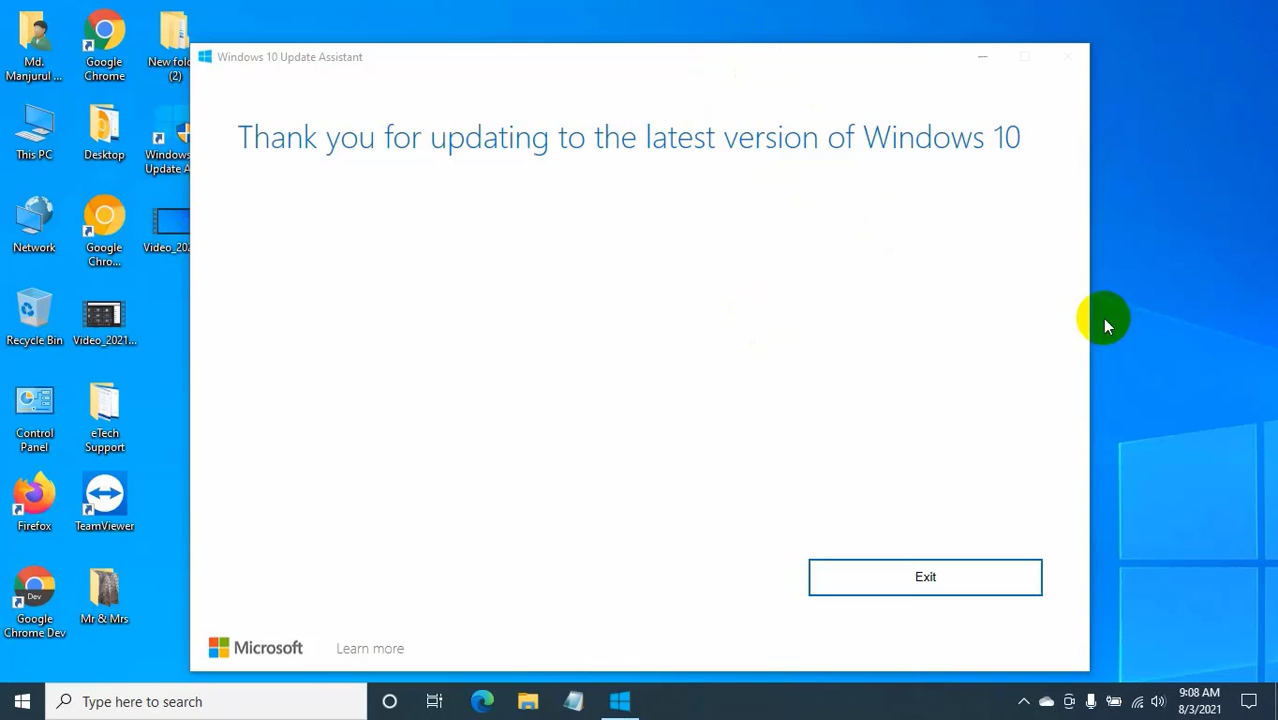 Md.
Manjurul ...
Google
Chrome
New fol
(2)
This PC
Desktop
Windows
Update A
Network
Google
Chro...
Video_202
Recycle Bin
Video_2021...
Control
Panel
eTech
Support
Firefox
TeamViewer
Dev
Google
Chrome Dev
Mr & Mrs
Windows 10 Update Assistant
Thank you for updating to the latest version of Windows 10
Exit
Microsoft
Learn more
Type here to search
9:08 AM
8/3/2021